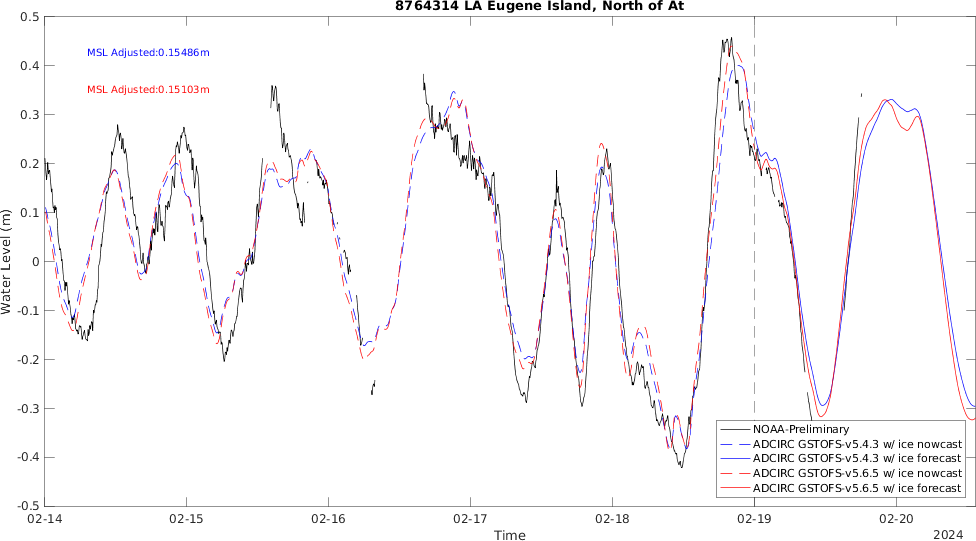 8764314 LA Eugene Island, North of At
MSL Adjusted:0.15486m
MSL Adjusted:0.15103m
0.5
0.4
0.3
0.2
0.1
0
-0.1
-0.2
-0.3
-0.4
-0.5
Water Level (m)
NOAA-Preliminary
ADCIRC GSTOFS-v5.4.3 w/ ice nowcast
ADCIRC GSTOFS-v5.4.3 w/ ice forecast
ADCIRC GSTOFS-v5.6.5 w/ ice nowcast
ADCIRC GSTOFS-v5.6.5 w/ ice forecast
02-14 02-15 02-16 02-17 02-18 02-19 02-20
Time
2024